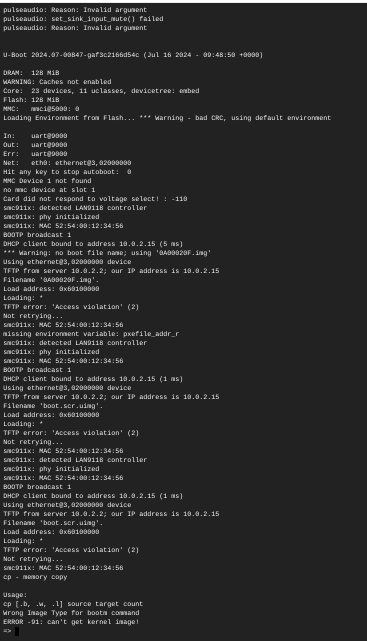 pulseaudio: Reason: Invalid argument
pulseaudio: set_sink_input_mute() failed
pulseaudio: Reason: Invalid argument
U-Boot 2024.07-00847-gaf3c2166d54c (Jul 16 2024 - 09:48:50 +0000)
DRAM:  128 MiB
WARNING: Caches not enabled
Core:  23 devices, 11 uclasses, devicetree: embed
Flash: 128 MiB
MMC:   mmci@5000: 0
Loading Environment from Flash... *** Warning - bad CRC, using default environment
In:    uart@9000
Out:   uart@9000
Err:   uart@9000
Net:   eth0: ethernet@3,02000000
Hit any key to stop autoboot:  0
MMC Device 1 not found
no mmc device at slot 1
Card did not respond to voltage select! : -110
smc911x: detected LAN9118 controller
smc911x: phy initialized
smc911x: MAC 52:54:00:12:34:56
BOOTP broadcast 1
DHCP client bound to address 10.0.2.15 (5 ms)
*** Warning: no boot file name; using '0A00020F.img'
Using ethernet@3,02000000 device
TFTP from server 10.0.2.2; our IP address is 10.0.2.15
Filename '0A00020F.img'.
Load address: 0x60100000
Loading: *
TFTP error: 'Access violation' (2)
Not retrying...
smc911x: MAC 52:54:00:12:34:56
missing environment variable: pxefile_addr_r
smc911x: detected LAN9118 controller
smc911x: phy initialized
smc911x: MAC 52:54:00:12:34:56
BOOTP broadcast 1
DHCP client bound to address 10.0.2.15 (1 ms)
Using ethernet@3,02000000 device
TFTP from server 10.0.2.2; our IP address is 10.0.2.15
Filename 'boot.scr.uimg'.
Load address: 0x60100000
Loading: *
TFTP error: 'Access violation' (2)
Not retrying...
smc911x: MAC 52:54:00:12:34:56
smc911x: detected LAN9118 controller
smc911x: phy initialized
smc911x: MAC 52:54:00:12:34:56
BOOTP broadcast 1
DHCP client bound to address 10.0.2.15 (1 ms)
Using ethernet@3,02000000 device
TFTP from server 10.0.2.2; our IP address is 10.0.2.15
Filename 'boot.scr.uimg'.
Load address: 0x60100000
Loading: *
TFTP error: 'Access violation' (2)
Not retrying...
smc911x: MAC 52:54:00:12:34:56
cp - memory copy
Usage:
cp [.b, .w, .l] source target count
Wrong Image Type for bootm command
ERROR -91: can't get kernel image!
=>